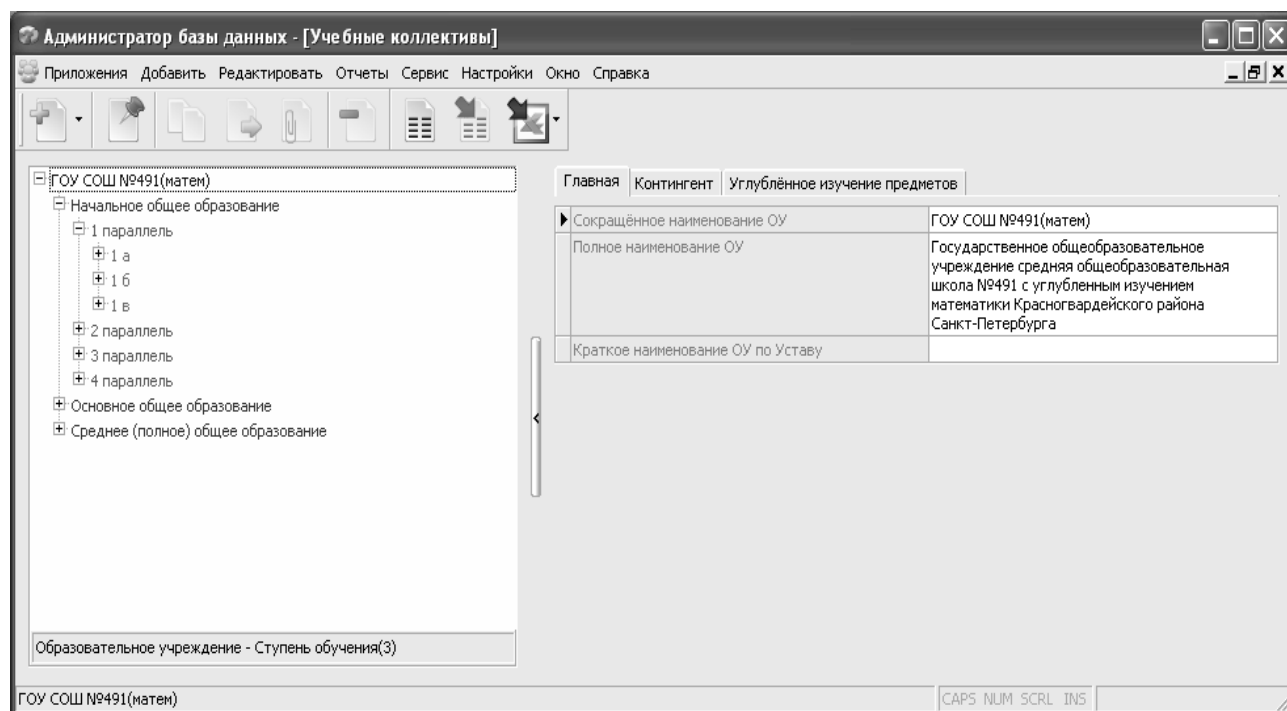 Администратор базы данных - [Учебные коллективы]
Приложения Добавить Редактировать Отчеты Сервис Настройки Окно Справка
ГОУ СОШ №491(матем)
Начальное общее образование
1 параллель
1 а
1 б
1 в
2 параллель
3 параллель
4 параллель
Основное общее образование
Среднее (полное) общее образование
Образовательное учреждение - Ступень обучения(3)
Главная Контингент Углублённое изучение предметов
Сокращённое наименование ОУ ГОУ СОШ №491(матем)
Полное наименование ОУ Государственное общеобразовательное
учреждение средняя общеобразовательная
школа №491 с углубленным изучением
математики Красногвардейского района
Санкт-Петербурга
Краткое наименование ОУ по Уставу
ГОУ СОШ №491(матем) CAPS NUM SCRL INS